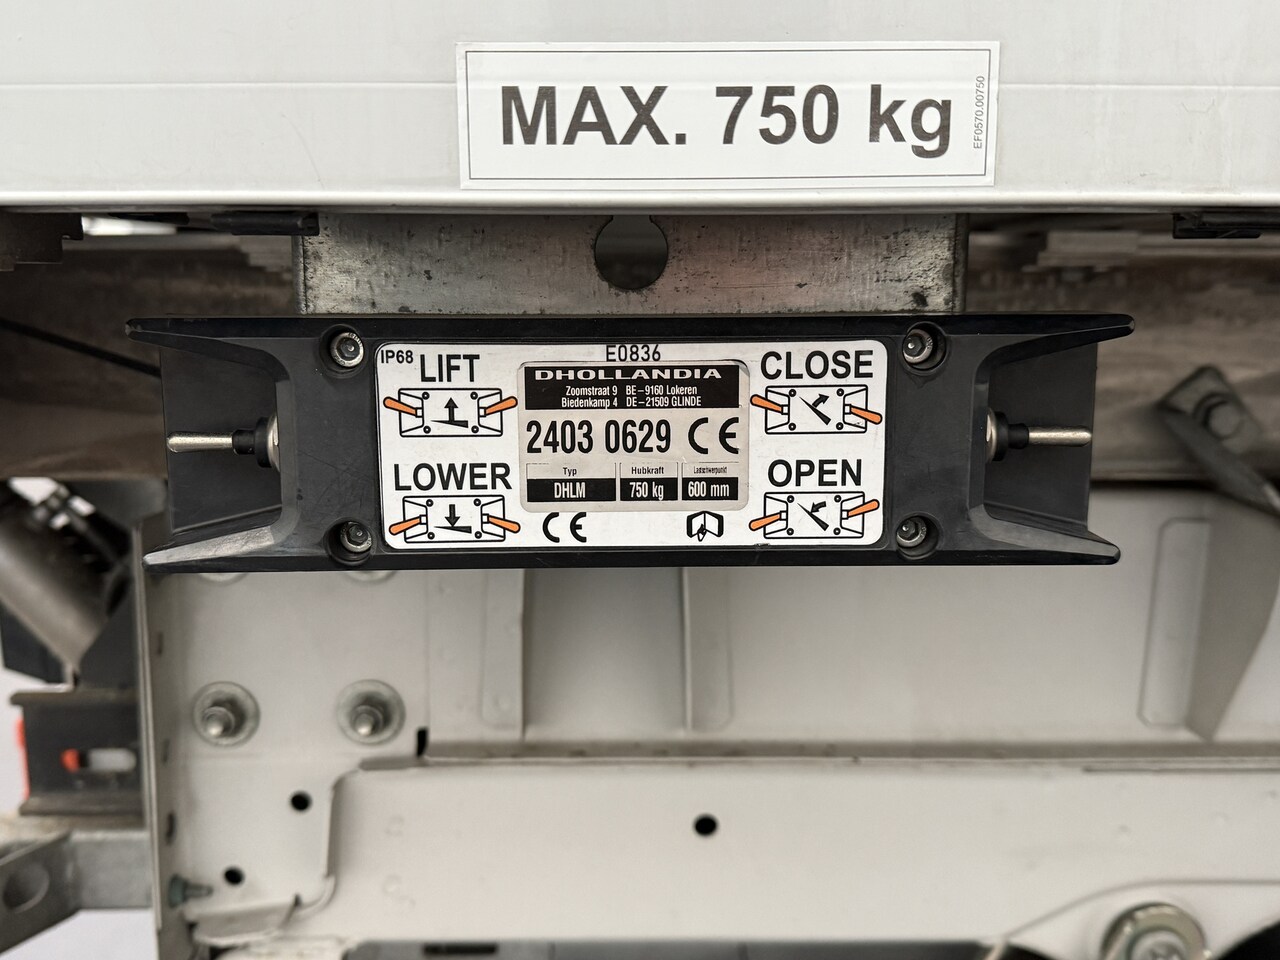 MAX. 750 kg
EF0570.00750
IP68
LIFT
E0836
CLOSE
DHOLLANDIA
Zoomstraat 9 BE-9160 Lokeren
Biedenkamp 4 DE-21509 GLINDE
2403 0629 CE
LOWER
Typ
Hubkraft
Lastschwerpunkt
OPEN
DHLM
750 kg
600 mm
CE